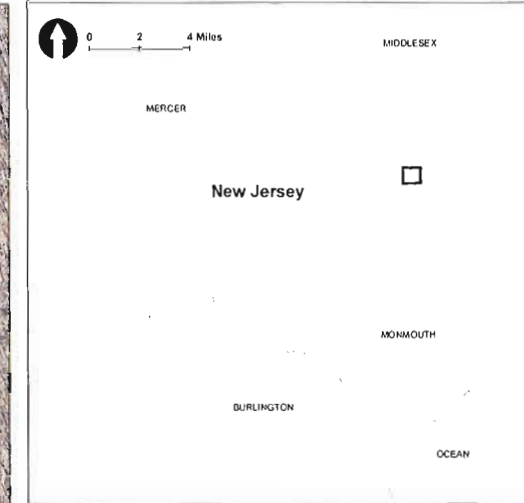 0 2 4 Miles
MIDDLESEX
MERCER
New Jersey
MONMOUTH
BURLINGTON
OCEAN